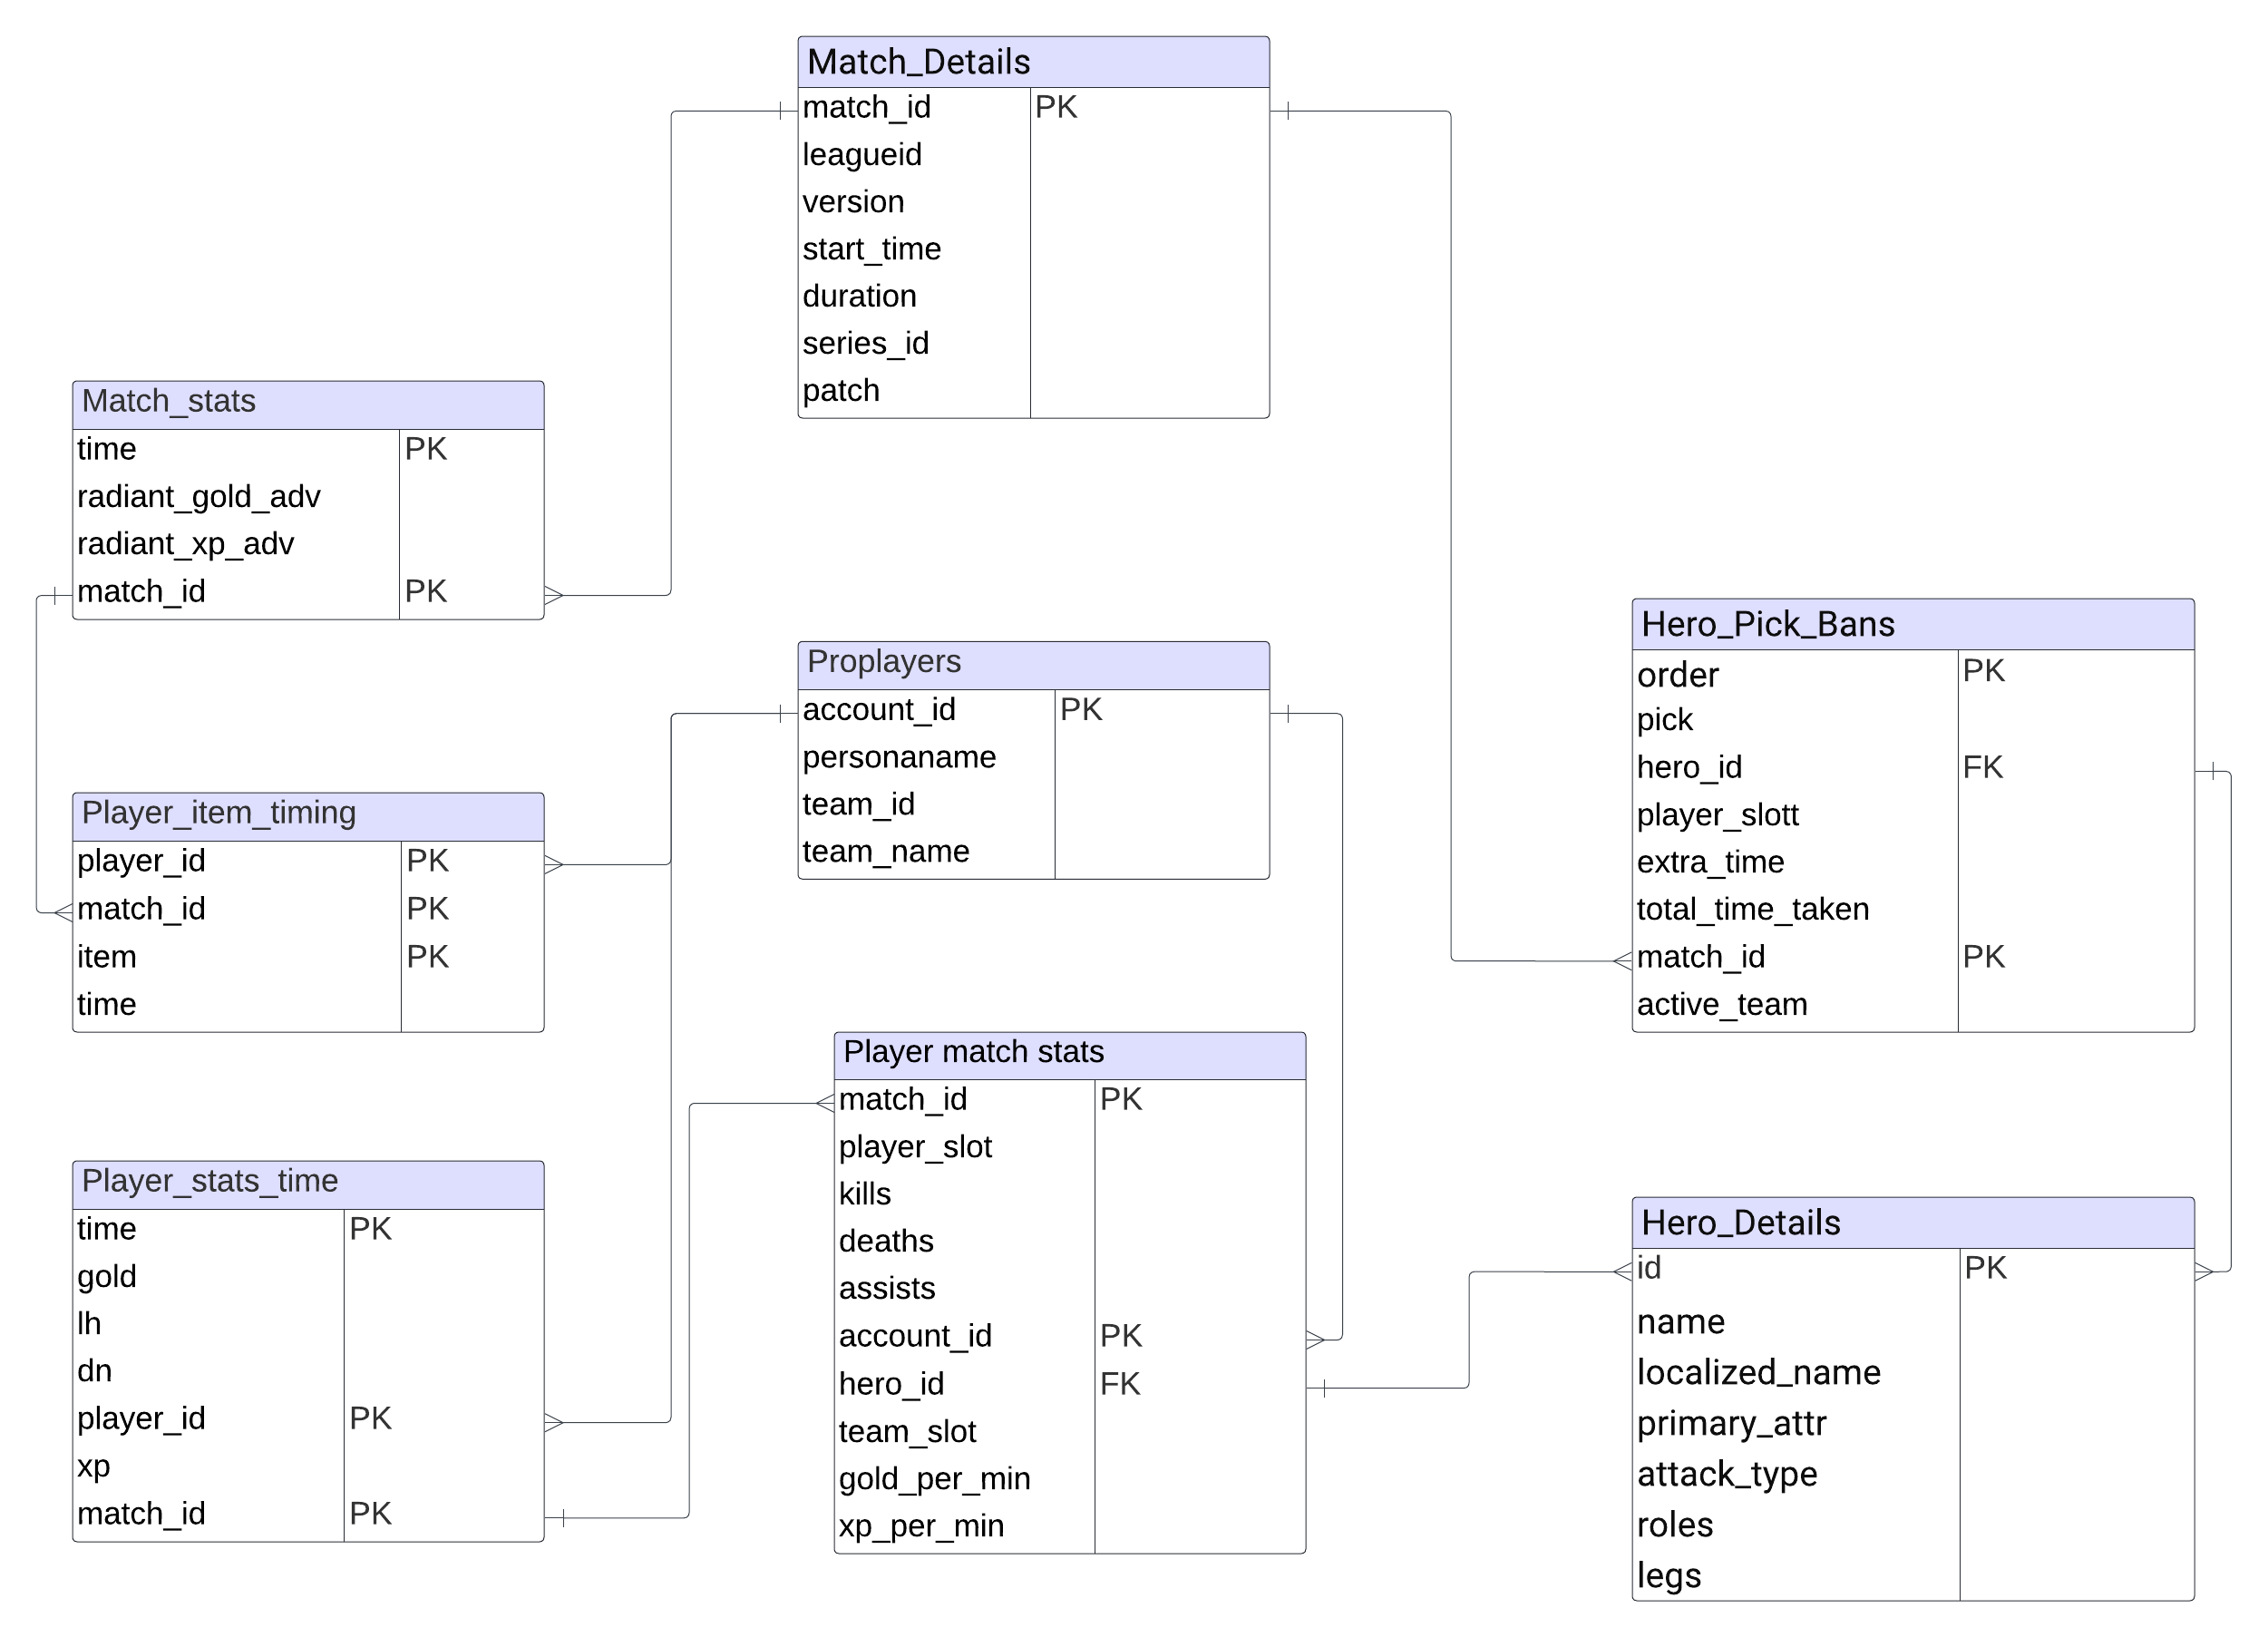 Match_Details
match_id PK
leagueid
version
start_time
duration
series_id
patch
Match_stats
time PK
radiant_gold_adv
radiant_xp_adv
match_id PK
Proplayers
account_id PK
personaname
team_id
team_name
Hero_Pick_Bans
order PK
pick
hero_id FK
player_slott
extra_time
total_time_taken
match_id PK
active_team
Player_item_timing
player_id PK
match_id PK
item PK
time
Player match stats
match_id PK
player_slot
kills
deaths
assists
account_id PK
hero_id FK
team_slot
gold_per_min
xp_per_min
Player_stats_time
time PK
gold
lh
dn
player_id PK
xp
match_id PK
Hero_Details
id PK
name
localized_name
primary_attr
attack_type
roles
legs